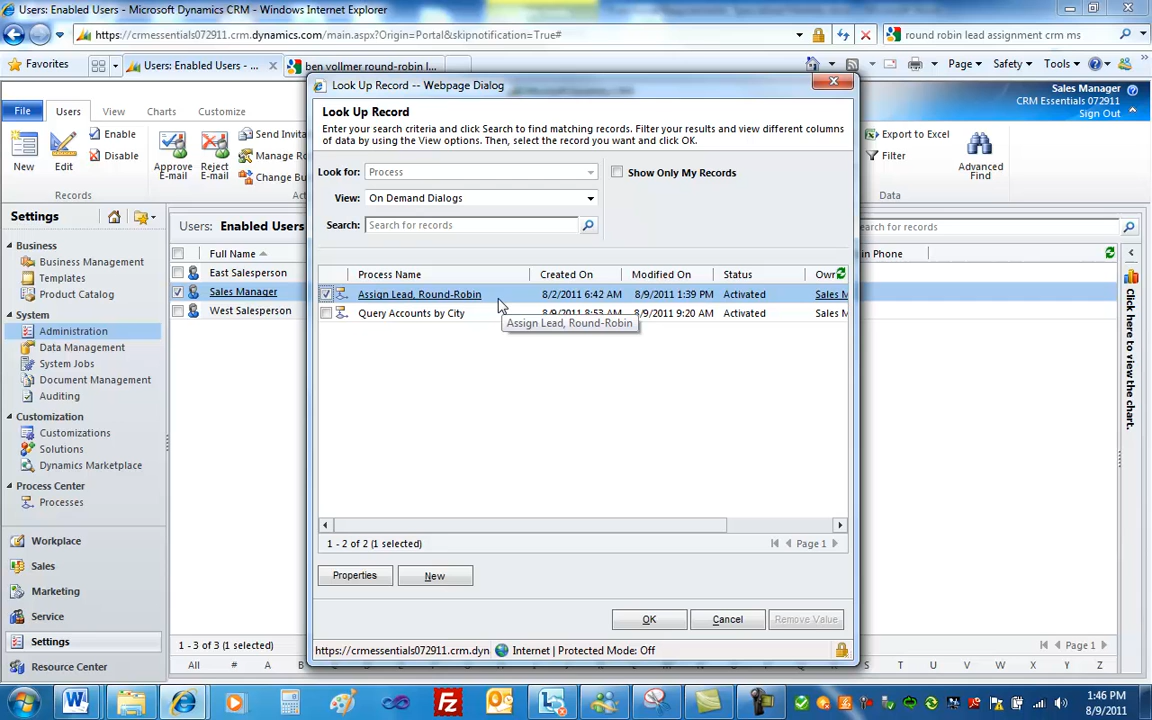 Users: Enabled Users - Microsoft Dynamics CRM - Windows Internet Explorer
https://crmessentials072911.crm.dynamics.com/main.aspx?Origin=Portal&skipnotification=True#
round robin lead assignment crm ms
Favorites
Users: Enabled Users - ...
ben vollmer round-robin l...
Page
Safety
Tools
File
Users
Charts
Customize
Sales Manager
CRM Essentials 072911
Sign Out
New
Edit
Enable
Disable
Approve E-mail
Reject E-mail
Send Invita
Manage Ro
Change Bu
Records
Export to Excel
Filter
Advanced Find
Data
Look Up Record -- Webpage Dialog
Look Up Record
Enter your search criteria and click Search to find matching records. Filter your results and view different columns
of data by using the View options. Then, select the record you want and click OK.
Look for:
Process
Show Only My Records
View:
On Demand Dialogs
Search:
Search for records
Process Name
Created On
Modified On
Status
Owr
Assign Lead, Round-Robin
8/2/2011 6:42 AM
8/9/2011 1:39 PM
Activated
Sales M
Query Accounts by City
8/9/2011 8:53 AM
8/9/2011 9:20 AM
Activated
Sales M
Assign Lead, Round-Robin
1 - 2 of 2 (1 selected)
Page 1
Properties
New
OK
Cancel
Remove Value
https://crmessentials072911.crm.dyn
Internet | Protected Mode: Off
Settings
Business
Business Management
Templates
Product Catalog
System
Administration
Data Management
System Jobs
Document Management
Auditing
Customization
Customizations
Solutions
Dynamics Marketplace
Process Center
Processes
Workplace
Sales
Marketing
Service
Settings
Resource Center
Users:
Enabled Users
Full Name
East Salesperson
Sales Manager
West Salesperson
earch for records
n Phone
Click here to view the chart.
1 - 3 of 3 (1 selected)
Page 1
All
#
A
U
V
W
X
Y
Z
1:46 PM
8/9/2011